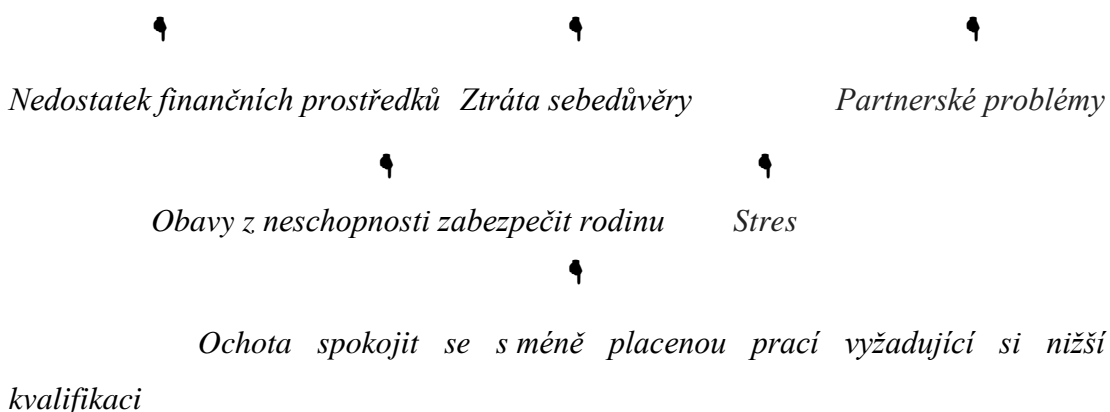 Nedostatek finančních prostředků Ztráta sebedůvěry Partnerské problémy
Obavy z neschopnosti zabezpečit rodinu Stres
Ochota spokojit se s méně placenou prací vyžadující si nižší
kvalifikaci